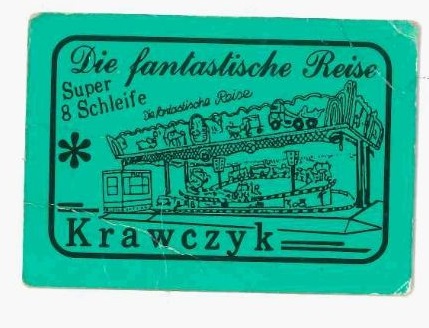 Die fantastische Reise
Super
8 Schleife
Die fantastische Reise
Krawczyk